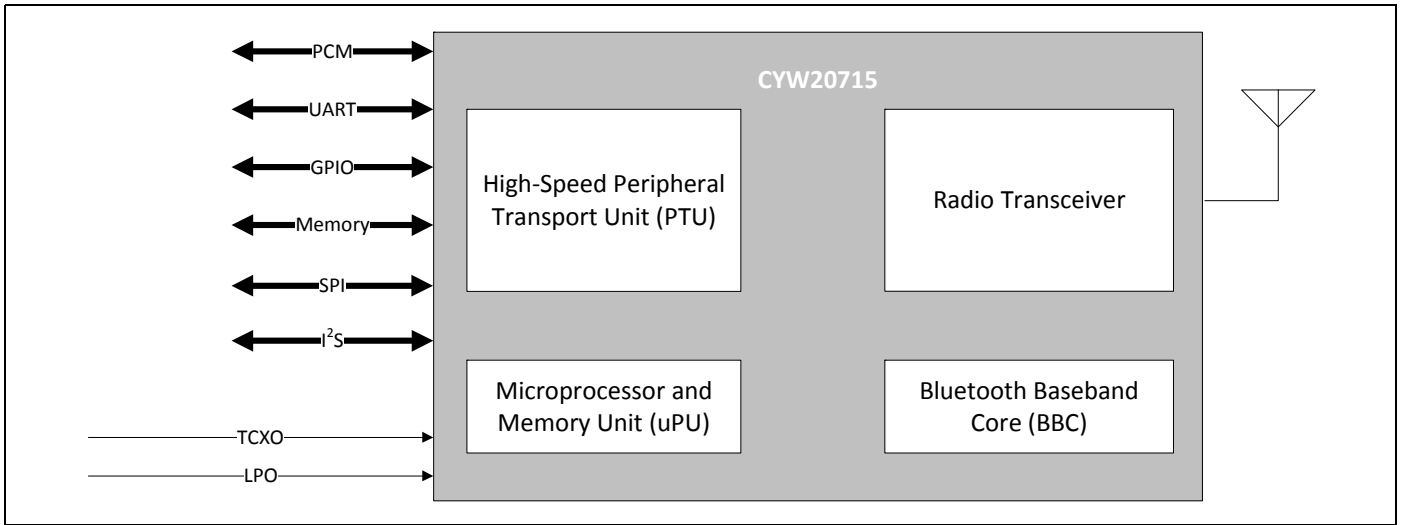 PCM
UART
GPIO
Memory
SPI
I²S
TCXO
LPO
CYW20715
High-Speed Peripheral
Transport Unit (PTU)
Radio Transceiver
Microprocessor and
Memory Unit (uPU)
Bluetooth Baseband
Core (BBC)